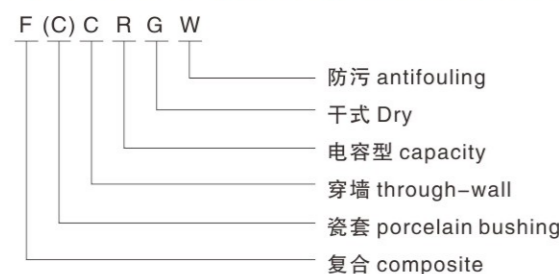 F (C) C R G W
防污 antifouling
干式 Dry
电容型 capacity
穿墙 through-wall
瓷套 porcelain bushing
复合 composite